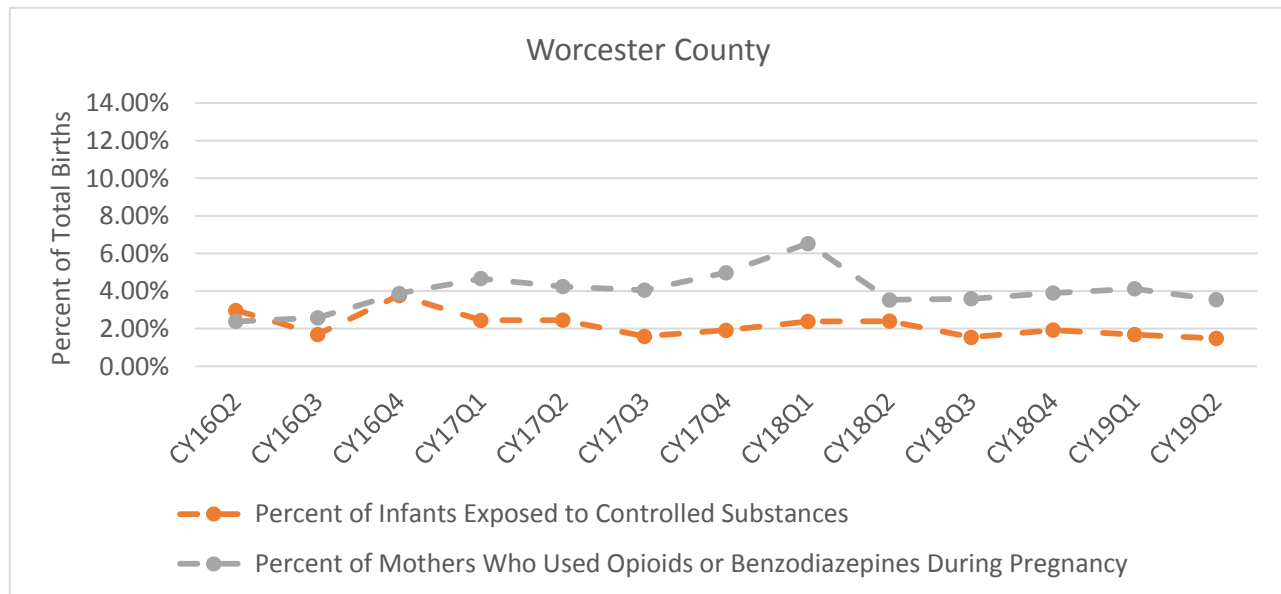 Worcester County
Percent of Total Births
14.00%
12.00%
10.00%
8.00%
6.00%
4.00%
2.00%
0.00%
CY16Q2
CY16Q3
CY16Q4
CY17Q1
CY17Q2
CY17Q3
CY17Q4
CY18Q1
CY18Q2
CY18Q3
CY18Q4
CY19Q1
CY19Q2
Percent of Infants Exposed to Controlled Substances
Percent of Mothers Who Used Opioids or Benzodiazepines During Pregnancy